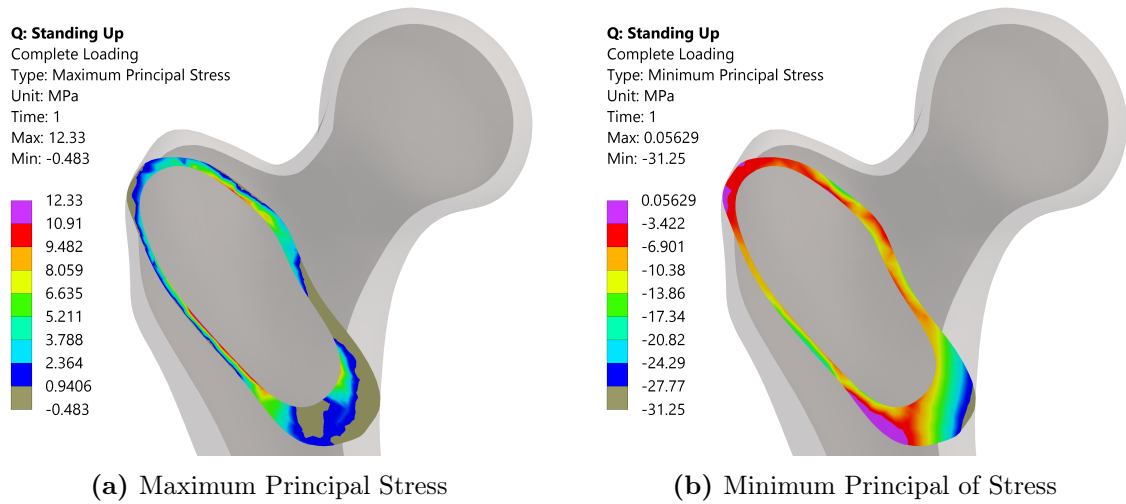 Q: Standing Up
Complete Loading
Type: Maximum Principal Stress
Unit: MPa
Time: 1
Max: 12.33
Min: -0.483
12.33
10.91
9.482
8.059
6.635
5.211
3.788
2.364
0.9406
-0.483
(a) Maximum Principal Stress
Q: Standing Up
Complete Loading
Type: Minimum Principal Stress
Unit: MPa
Time: 1
Max: 0.05629
Min: -31.25
0.05629
-3.422
-6.901
-10.38
-13.86
-17.34
-20.82
-24.29
-27.77
-31.25
(b) Minimum Principal of Stress